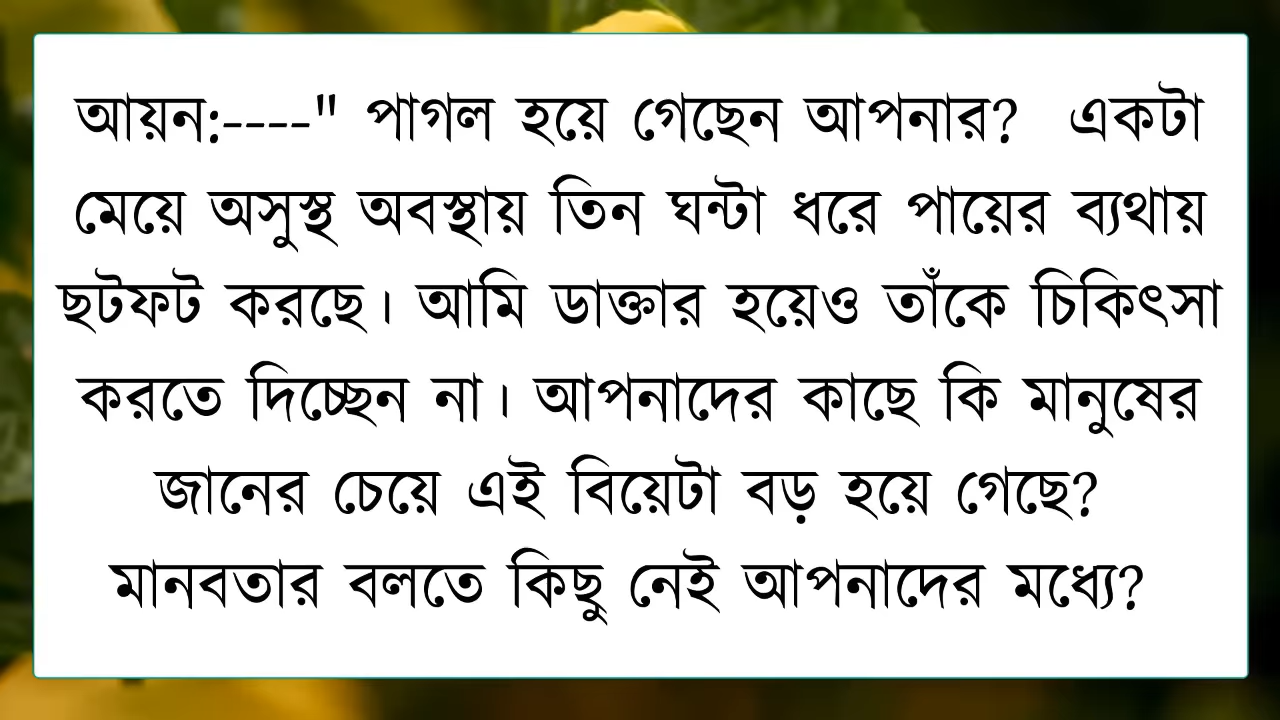 আয়ন:----" পাগল হয়ে গেছেন আপনার?  একটা
মেয়ে অসুস্থ অবস্থায় তিন ঘন্টা ধরে পায়ের ব্যথায়
ছটফট করছে। আমি ডাক্তার হয়েও তাঁকে চিকিৎসা
করতে দিচ্ছেন না। আপনাদের কাছে কি মানুষের
জানের চেয়ে এই বিয়েটা বড় হয়ে গেছে?
মানবতার বলতে কিছু নেই আপনাদের মধ্যে?